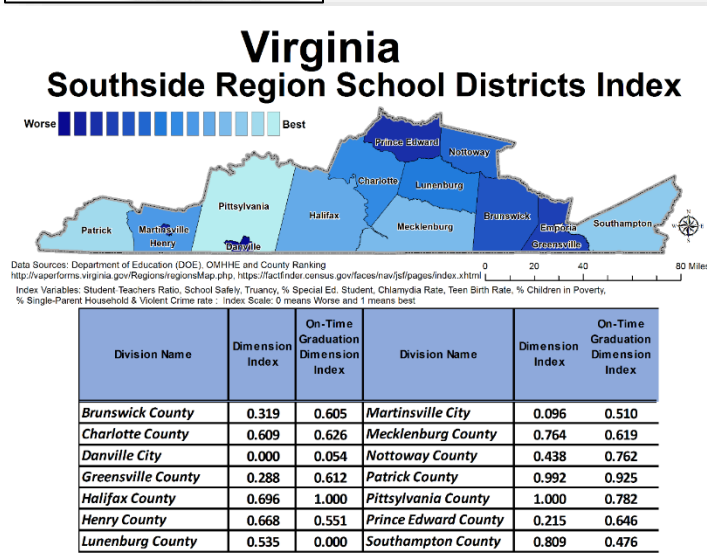 Virginia
Southside Region School Districts Index
Worse Best
Prince Edward
Nottoway
Charlotte
Lunenburg
Pittsylvania
Halifax
Patrick
Martinsville
Henry
Danville
Mecklenburg
Brunswick
Emporia
Greensville
Southampton
N
W E
S
Data Sources: Department of Education (DOE), OMHHE and County Ranking
http://vaperforms.virginia.gov/Regions/regionsMap.php, https://factfinder.census.gov/faces/nav/jsf/pages/index.xhtml
0 20 40 60 80 Miles
Index Variables: Student-Teachers Ratio, School Safely, Truancy, % Special Ed. Student, Chlamydia Rate, Teen Birth Rate, % Children in Poverty,
% Single-Parent Household & Violent Crime rate : Index Scale: 0 means Worse and 1 means best
Division Name Dimension Index On-Time Graduation Dimension Index Division Name Dimension Index On-Time Graduation Dimension Index
Brunswick County 0.319 0.605 Martinsville City 0.096 0.510
Charlotte County 0.609 0.626 Mecklenburg County 0.764 0.619
Danville City 0.000 0.054 Nottoway County 0.438 0.762
Greensville County 0.288 0.612 Patrick County 0.992 0.925
Halifax County 0.696 1.000 Pittsylvania County 1.000 0.782
Henry County 0.668 0.551 Prince Edward County 0.215 0.646
Lunenburg County 0.535 0.000 Southampton County 0.809 0.476